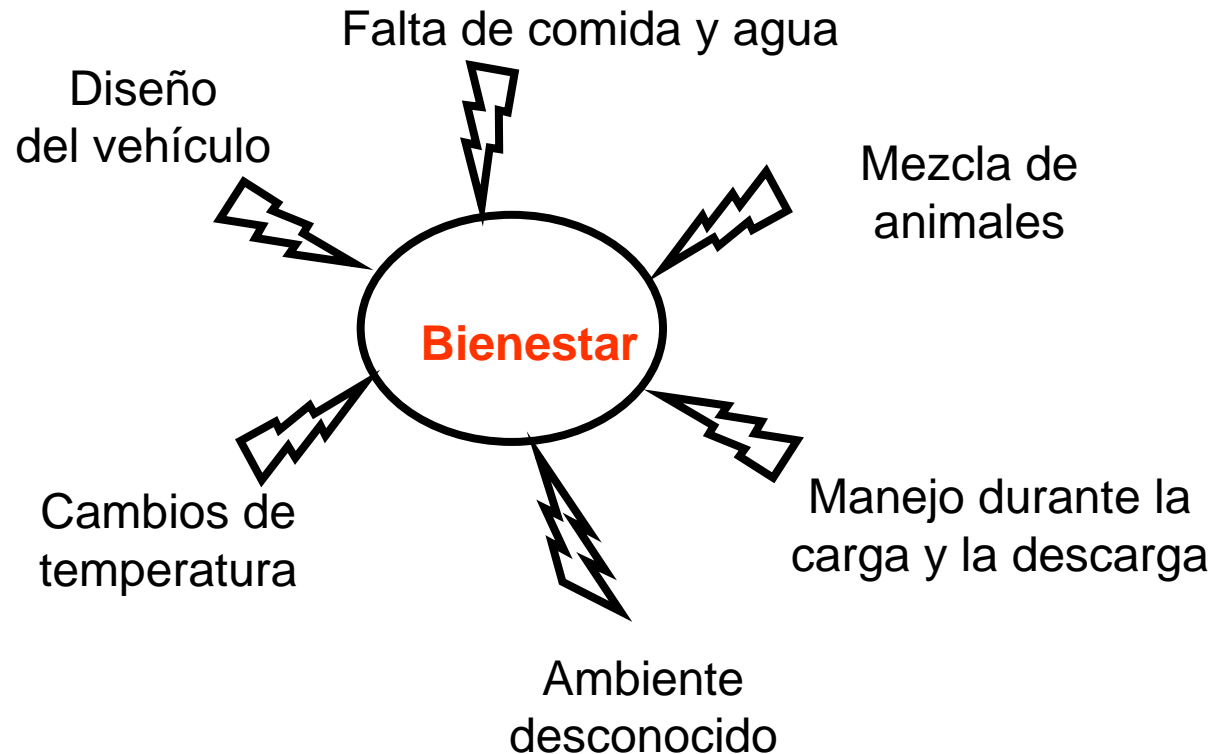 Falta de comida y agua
Diseño
del vehículo
Mezcla de
animales
Bienestar
Cambios de
temperatura
Manejo durante la
carga y la descarga
Ambiente
desconocido